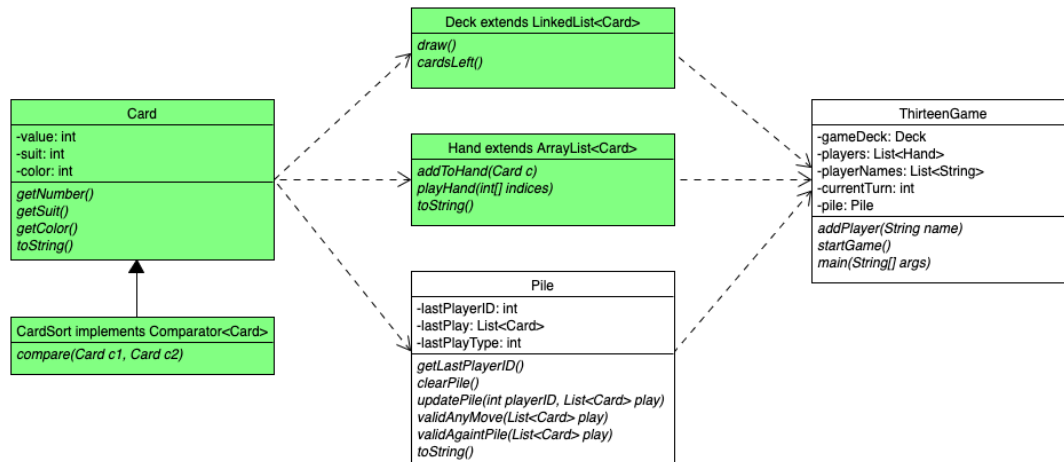 Deck extends LinkedList<Card>
draw()
cardsLeft()
Card
-value: int
-suit: int
-color: int
getNumber()
getSuit()
getColor()
toString()
Hand extends ArrayList<Card>
addToHand(Card c)
playHand(int[] indices)
toString()
ThirteenGame
-gameDeck: Deck
-players: List<Hand>
-playerNames: List<String>
-currentTurn: int
-pile: Pile
addPlayer(String name)
startGame()
main(String[] args)
CardSort implements Comparator<Card>
compare(Card c1, Card c2)
Pile
-lastPlayerID: int
-lastPlay: List<Card>
-lastPlayType: int
getLastPlayerID()
clearPile()
updatePile(int playerID, List<Card> play)
validAnyMove(List<Card> play)
validAgaintPile(List<Card> play)
toString()